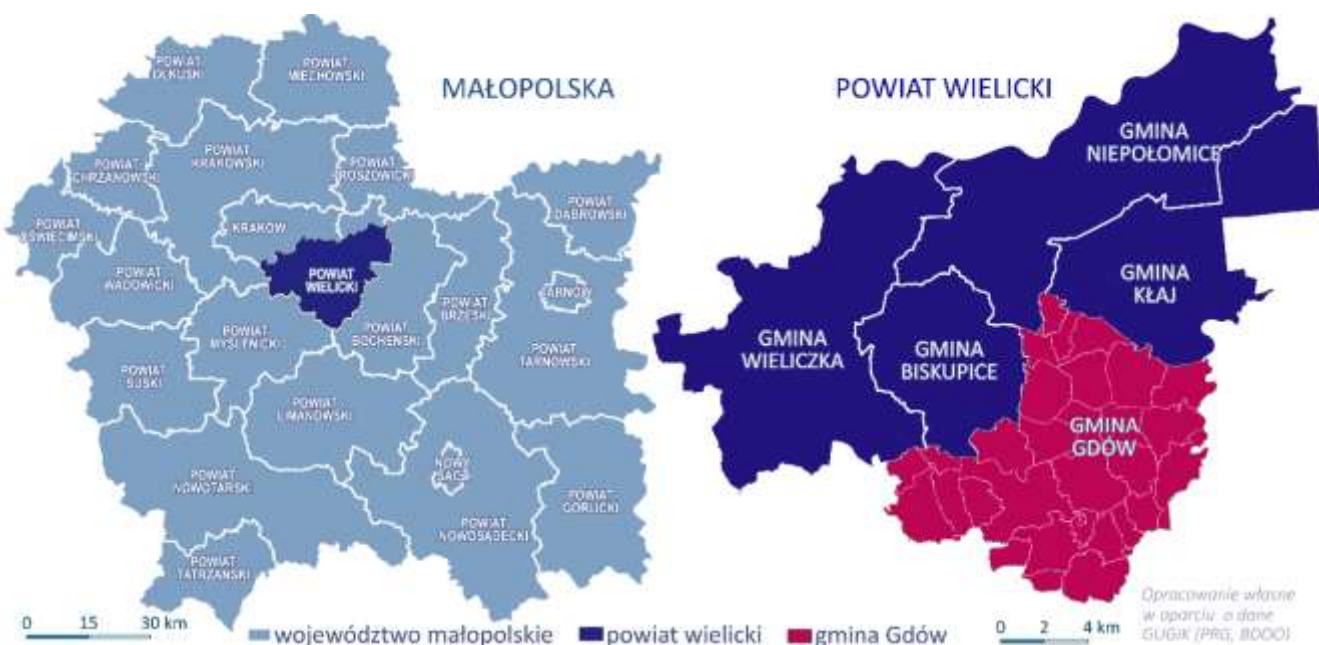 MAŁOPOLSKA
POWIAT
OLKUSKI
POWIAT
MIECHOWSKI
POWIAT
CHRZANOWSKI
POWIAT
KRAKOWSKI
POWIAT
PROSZOWICKI
POWIAT
OŚWIĘCIMSKI
KRAKÓW
POWIAT
DĄBROWSKI
POWIAT
WADOWICKI
POWIAT
WIELICKI
POWIAT
BRZESKI
TARNÓW
POWIAT
MYŚLENICKI
POWIAT
BOCHEŃSKI
POWIAT
TARNOWSKI
POWIAT
SUSKI
POWIAT
LIMANOWSKI
NOWY
SĄCZ
POWIAT
NOWOTARSKI
POWIAT
GORLICKI
POWIAT
NOWOSĄDECKI
POWIAT
TATRZAŃSKI
0 15 30 km
POWIAT WIELICKI
GMINA
NIEPOŁOMICE
GMINA
KŁAJ
GMINA
WIELICZKA
GMINA
BISKUPICE
GMINA
GDÓW
województwo małopolskie
powiat wielicki
gmina Gdów
0 2 4 km
Opracowanie własne
w oparciu o dane
GUGiK (PRG, BDOO)